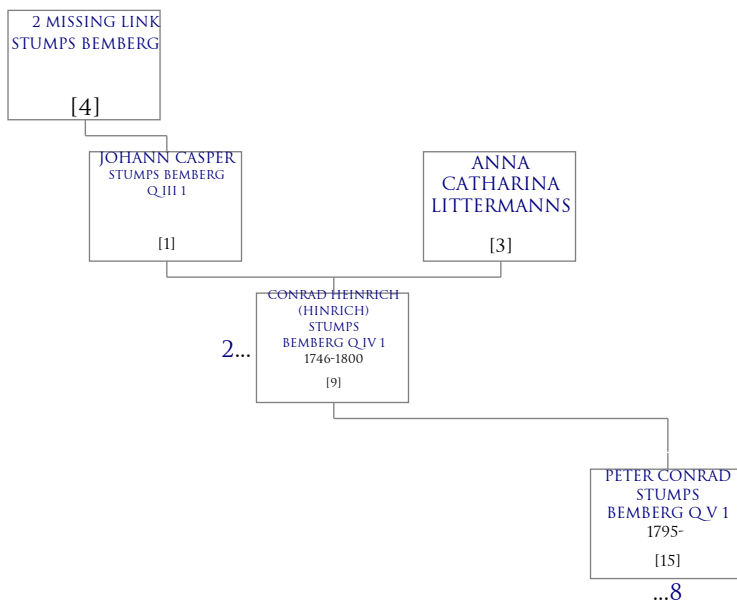 2 MISSING LINK
STUMPS BEMBERG
[4]
JOHANN CASPER
STUMPS BEMBERG
Q III 1
[1]
ANNA
CATHARINA
LITTERMANNS
[3]
CONRAD HEINRICH
(HINRICH)
STUMPS
BEMBERG Q IV 1
1746-1800
[9]
2...
PETER CONRAD
STUMPS
BEMBERG Q V 1
1795-
[15]
...8